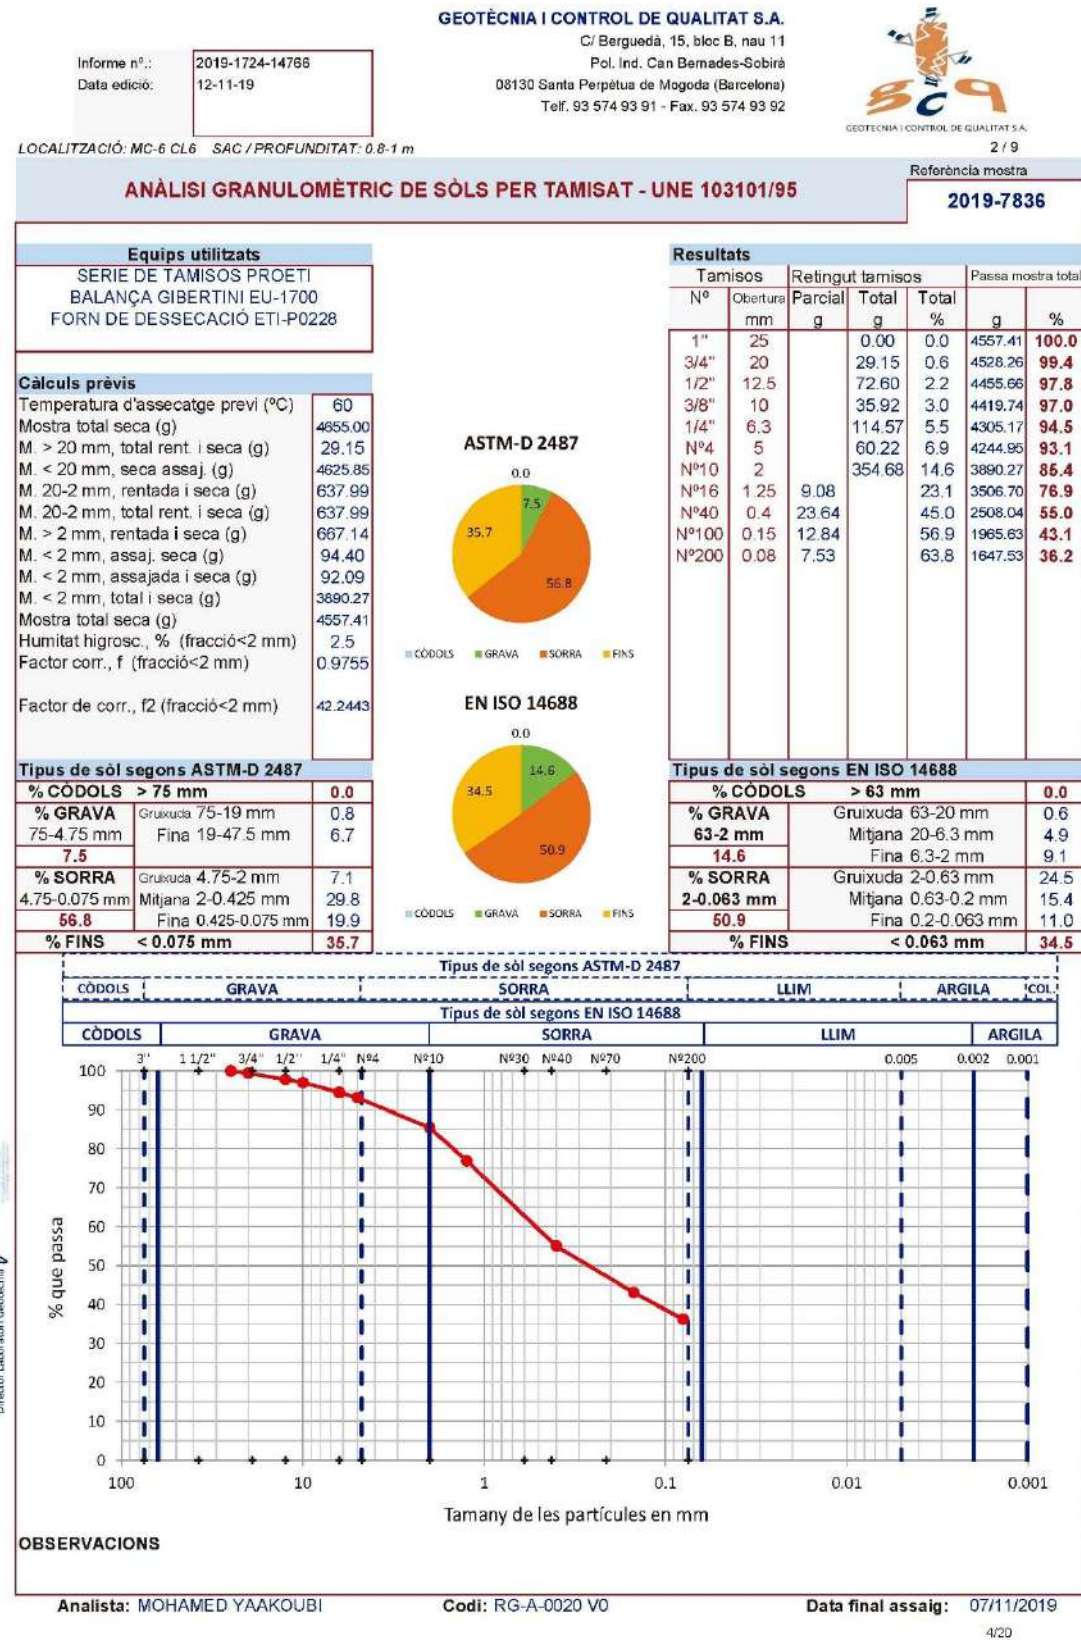 GEOTÈCNIA I CONTROL DE QUALITAT S.A.
C/ Berguedà, 15, bloc B, nau 11
Pol. Ind. Can Bernades-Sobirà
08130 Santa Perpètua de Mogoda (Barcelona)
Telf. 93 574 93 91 - Fax. 93 574 93 92
Informe nº.: 2019-1724-14766
Data edició: 12-11-19
gcq
GEOTECNIA I CONTROL DE QUALITAT S.A.
LOCALITZACIÓ: MC-6 CL6 SAC / PROFUNDITAT: 0.8-1 m
2 / 9
ANÀLISI GRANULOMÈTRIC DE SÒLS PER TAMISAT - UNE 103101/95
Referència mostra
2019-7836
Equips utilitzats
SERIE DE TAMISOS PROETI
BALANÇA GIBERTINI EU-1700
FORN DE DESSECACIÓ ETI-P0228
Càlculs prèvis
Temperatura d'assecatge previ (ºC) 60
Mostra total seca (g) 4655.00
M. > 20 mm, total rent. i seca (g) 29.15
M. < 20 mm, seca assaj. (g) 4625.85
M. 20-2 mm, rentada i seca (g) 637.99
M. 20-2 mm, total rent. i seca (g) 637.99
M. > 2 mm, rentada i seca (g) 667.14
M. < 2 mm, assaj. seca (g) 94.40
M. < 2 mm, assajada i seca (g) 92.09
M. < 2 mm, total i seca (g) 3890.27
Mostra total seca (g) 4557.41
Humitat higrosc., % (fracció<2 mm) 2.5
Factor corr., f (fracció<2 mm) 0.9755
Factor de corr., f2 (fracció<2 mm) 42.2443
ASTM-D 2487
0.0
7.5
35.7
56.8
CÒDOLS GRAVA SORRA FINS
EN ISO 14688
0.0
14.6
34.5
50.9
CÒDOLS GRAVA SORRA FINS
Resultats
Tamisos Retingut tamisos Passa mostra total
Nº Obertura Parcial Total Total
mm g g % g %
1" 25 0.00 0.0 4557.41 100.0
3/4" 20 29.15 0.6 4528.26 99.4
1/2" 12.5 72.60 2.2 4455.66 97.8
3/8" 10 35.92 3.0 4419.74 97.0
1/4" 6.3 114.57 5.5 4305.17 94.5
Nº4 5 60.22 6.9 4244.95 93.1
Nº10 2 354.68 14.6 3890.27 85.4
Nº16 1.25 9.08 23.1 3506.70 76.9
Nº40 0.4 23.64 45.0 2508.04 55.0
Nº100 0.15 12.84 56.9 1965.63 43.1
Nº200 0.08 7.53 63.8 1647.53 36.2
Tipus de sòl segons ASTM-D 2487
% CÒDOLS > 75 mm 0.0
% GRAVA Gruixuda 75-19 mm 0.8
75-4.75 mm Fina 19-47.5 mm 6.7
7.5
% SORRA Gruixuda 4.75-2 mm 7.1
4.75-0.075 mm Mitjana 2-0.425 mm 29.8
56.8 Fina 0.425-0.075 mm 19.9
% FINS < 0.075 mm 35.7
Tipus de sòl segons EN ISO 14688
% CÒDOLS > 63 mm 0.0
% GRAVA Gruixuda 63-20 mm 0.6
63-2 mm Mitjana 20-6.3 mm 4.9
14.6 Fina 6.3-2 mm 9.1
% SORRA Gruixuda 2-0.63 mm 24.5
2-0.063 mm Mitjana 0.63-0.2 mm 15.4
50.9 Fina 0.2-0.063 mm 11.0
% FINS < 0.063 mm 34.5
Tipus de sòl segons ASTM-D 2487
CÒDOLS GRAVA SORRA LLIM ARGILA COL.
Tipus de sòl segons EN ISO 14688
CÒDOLS GRAVA SORRA LLIM ARGILA
3" 1 1/2" 3/4" 1/2" 1/4" Nº4 Nº10 Nº30 Nº40 Nº70 Nº200 0.005 0.002 0.001
100
90
80
70
60
50
40
30
20
10
0
% que passa
100 10 1 0.1 0.01 0.001
Tamany de les partícules en mm
OBSERVACIONS
Analista: MOHAMED YAAKOUBI Codi: RG-A-0020 V0 Data final assaig: 07/11/2019
4/20